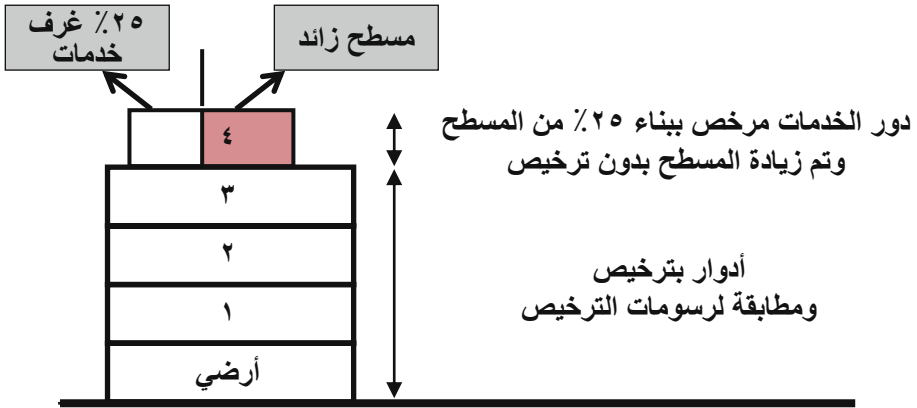 ٢٥٪ غرف
خدمات
مسطح زائد
دور الخدمات مرخص ببناء ٢٥٪ من المسطح
وتم زيادة المسطح بدون ترخيص
٤
٣
٢
١
أرضي
أدوار بترخيص
ومطابقة لرسومات الترخيص